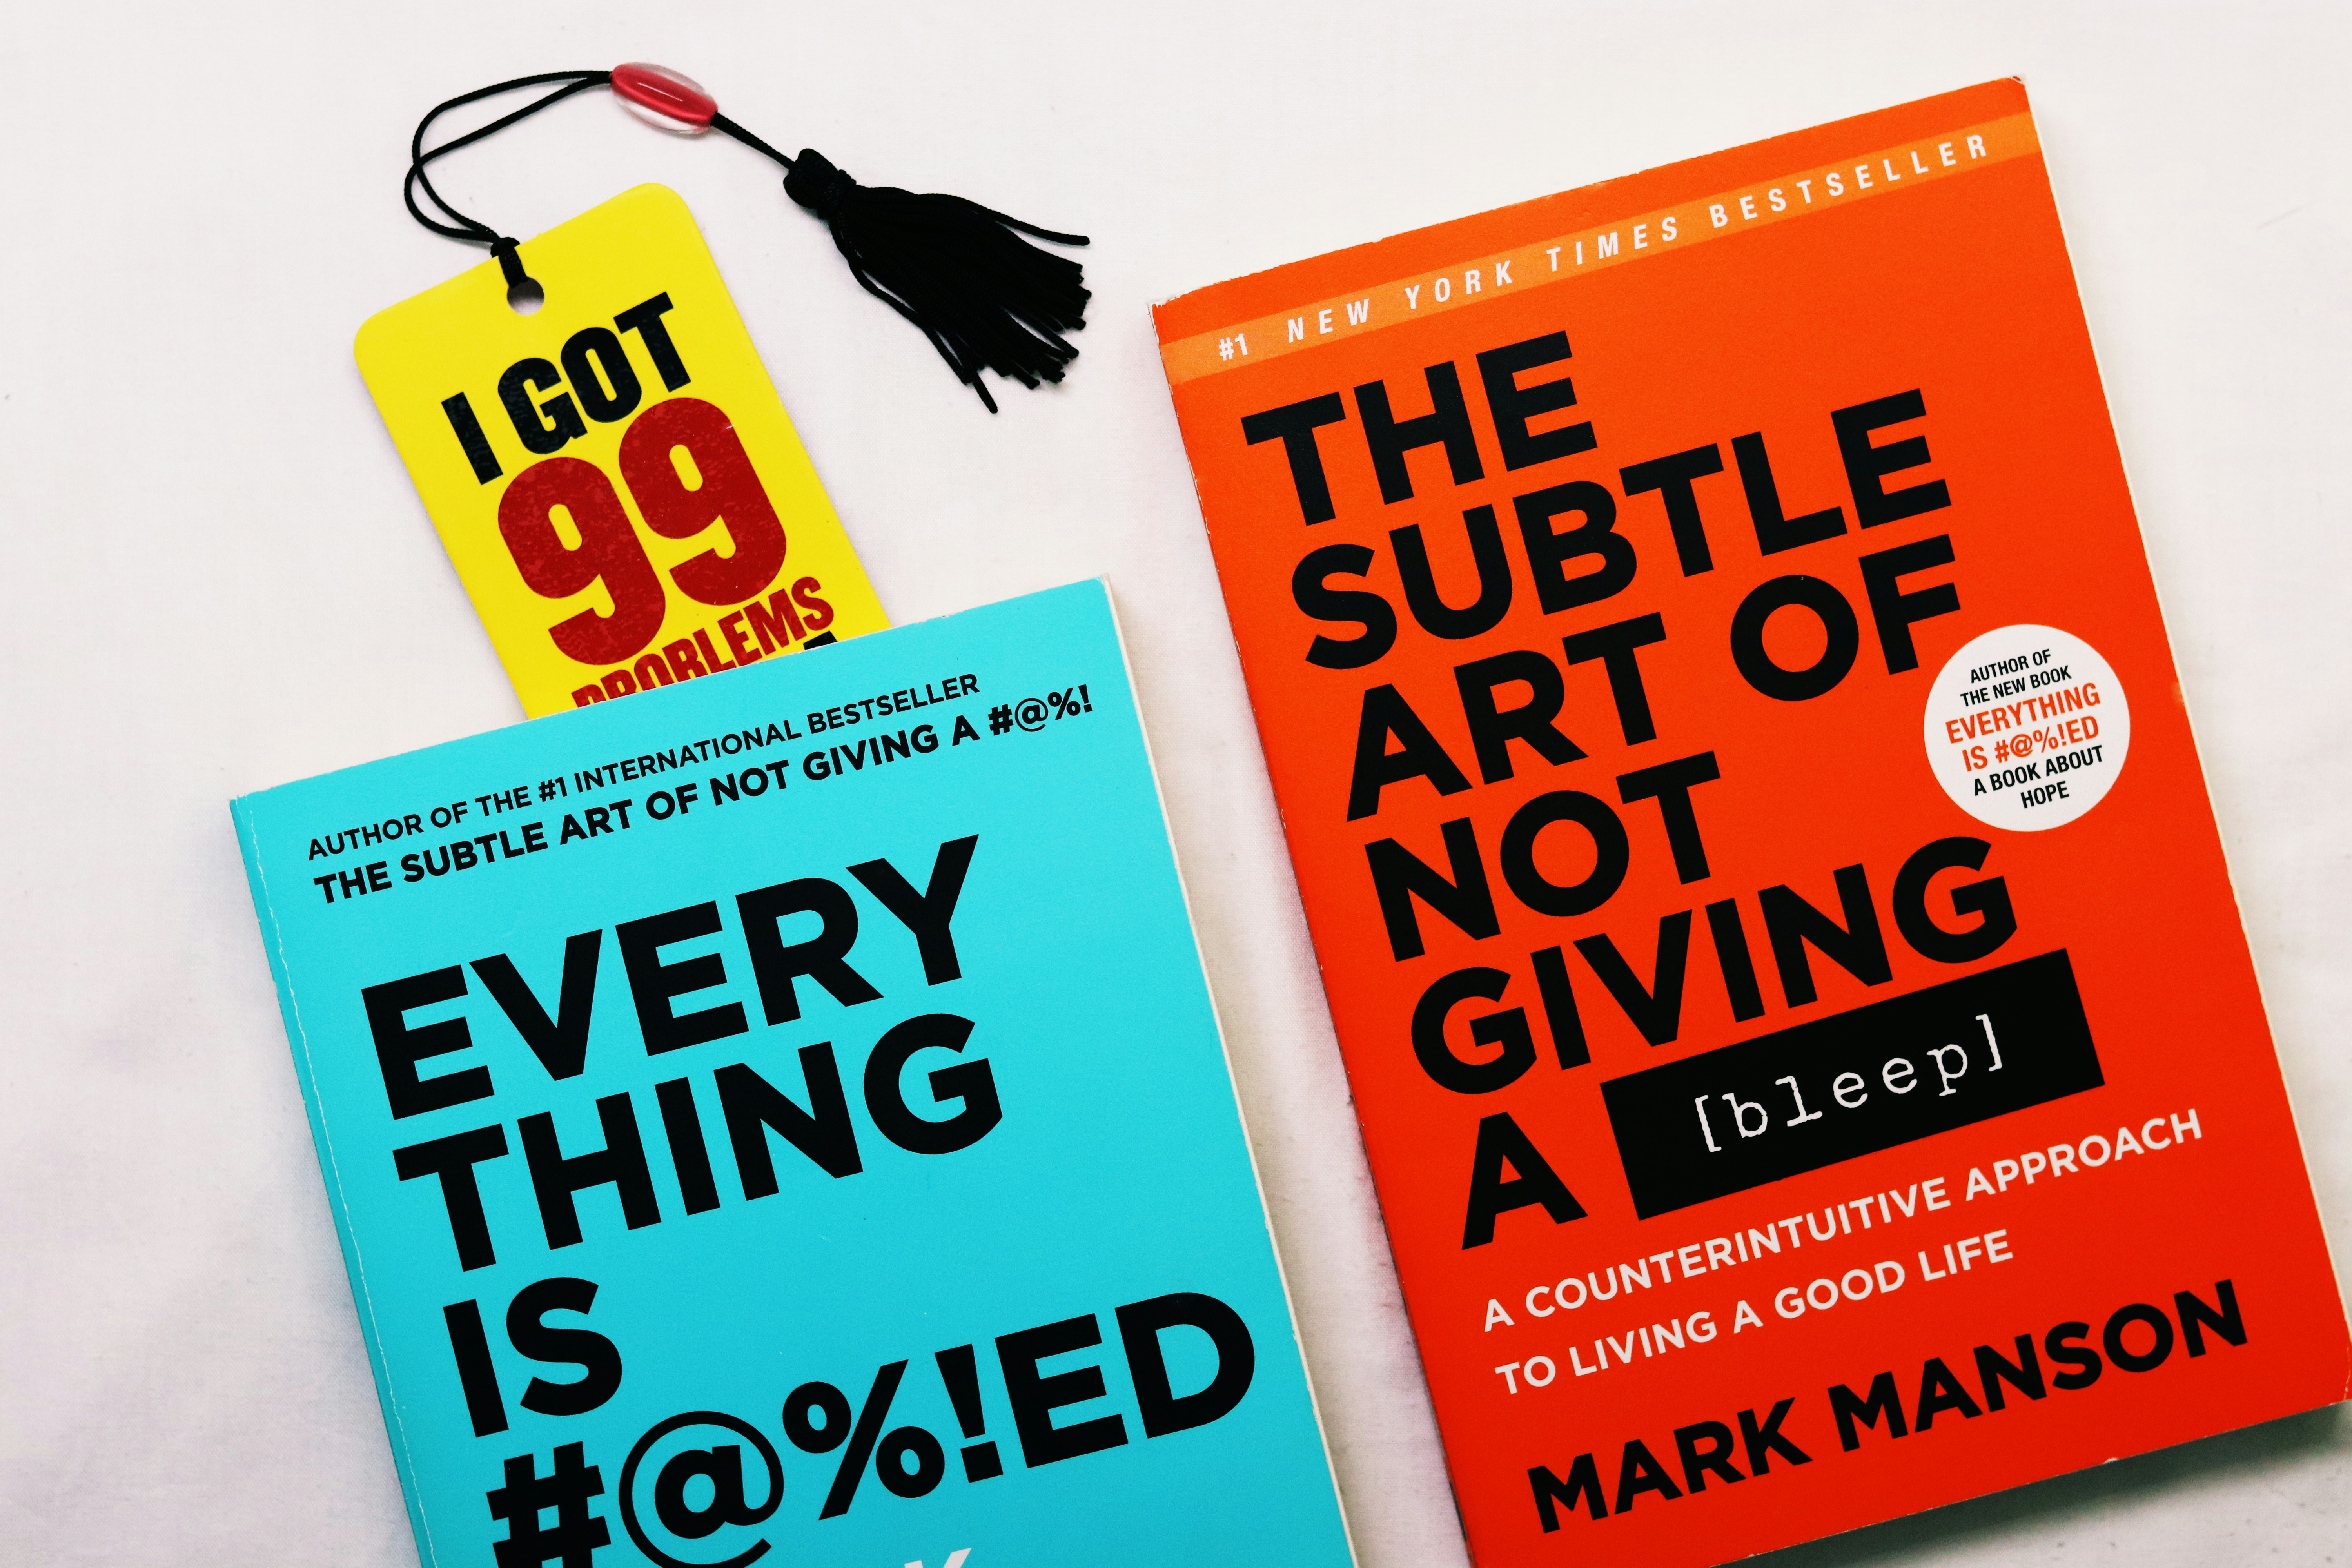 I GOT
99
PROBLEMS
AUTHOR OF THE #1 INTERNATIONAL BESTSELLER
THE SUBTLE ART OF NOT GIVING A #@%!
EVERY
THING
IS
#@%!ED
#1 NEW YORK TIMES BESTSELLER
THE
SUBTLE
ART OF
NOT
GIVING
A [bleep]
AUTHOR OF
THE NEW BOOK
EVERYTHING
IS #@%!ED
A BOOK ABOUT
HOPE
A COUNTERINTUITIVE APPROACH
TO LIVING A GOOD LIFE
MARK MANSON